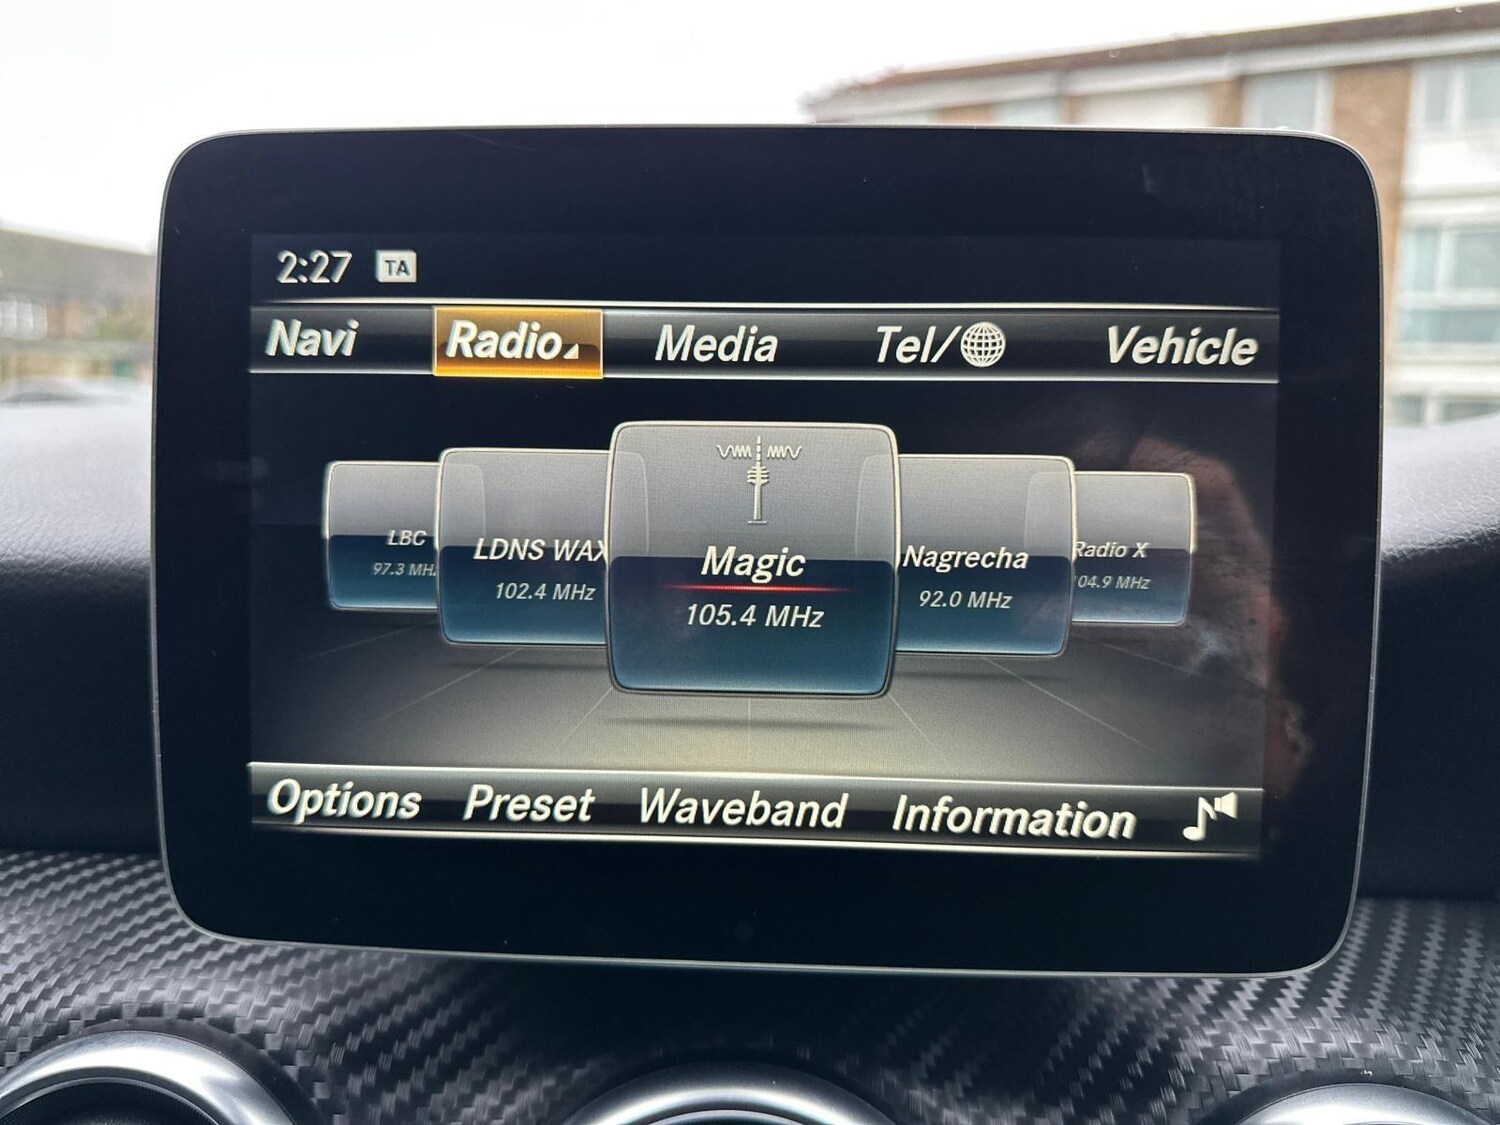 2:27 TA
Navi Radio Media Tel/ Vehicle
LBC
97.3 MHz
LDNS WAX
102.4 MHz
Magic
105.4 MHz
Nagrecha
92.0 MHz
Radio X
04.9 MHz
Options Preset Waveband Information